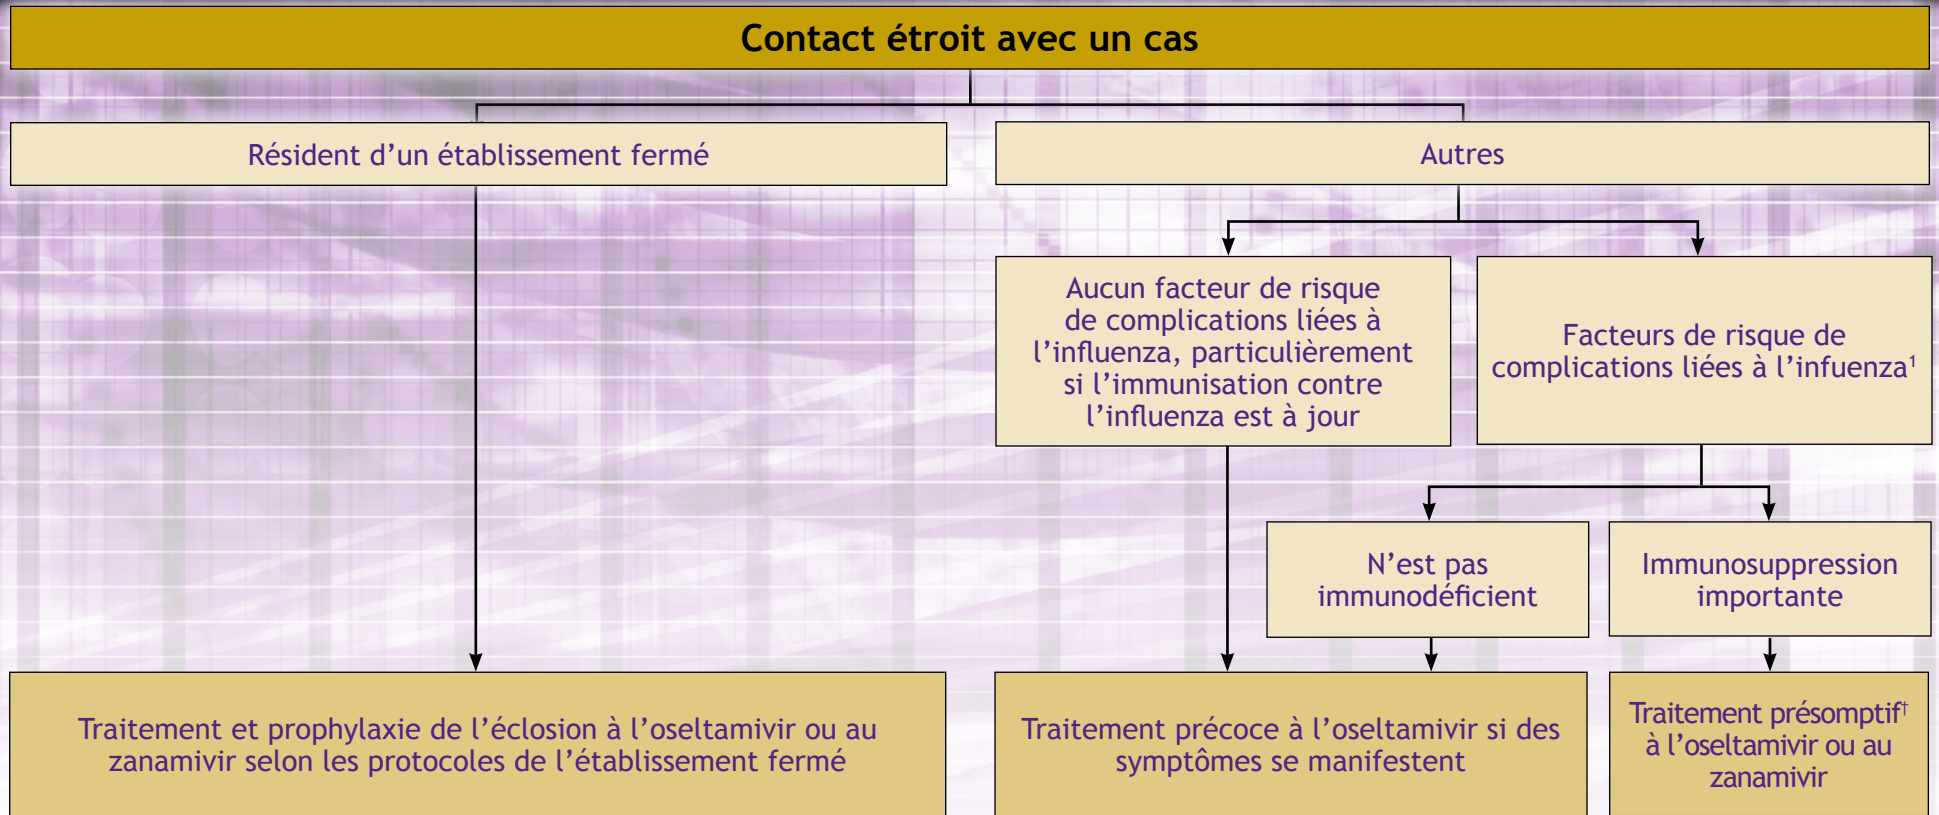 Contact étroit avec un cas
Résident d’un établissement fermé
Autres
Aucun facteur de risque
de complications liées à
l’influenza, particulièrement
si l’immunisation contre
l’influenza est à jour
Facteurs de risque de
complications liées à l’infuenza¹
N’est pas
immunodéficient
Immunosuppression
importante
Traitement et prophylaxie de l’éclosion à l’oseltamivir ou au
zanamivir selon les protocoles de l’établissement fermé
Traitement précoce à l’oseltamivir si des
symptômes se manifestent
Traitement présomptif†
à l’oseltamivir ou au
zanamivir